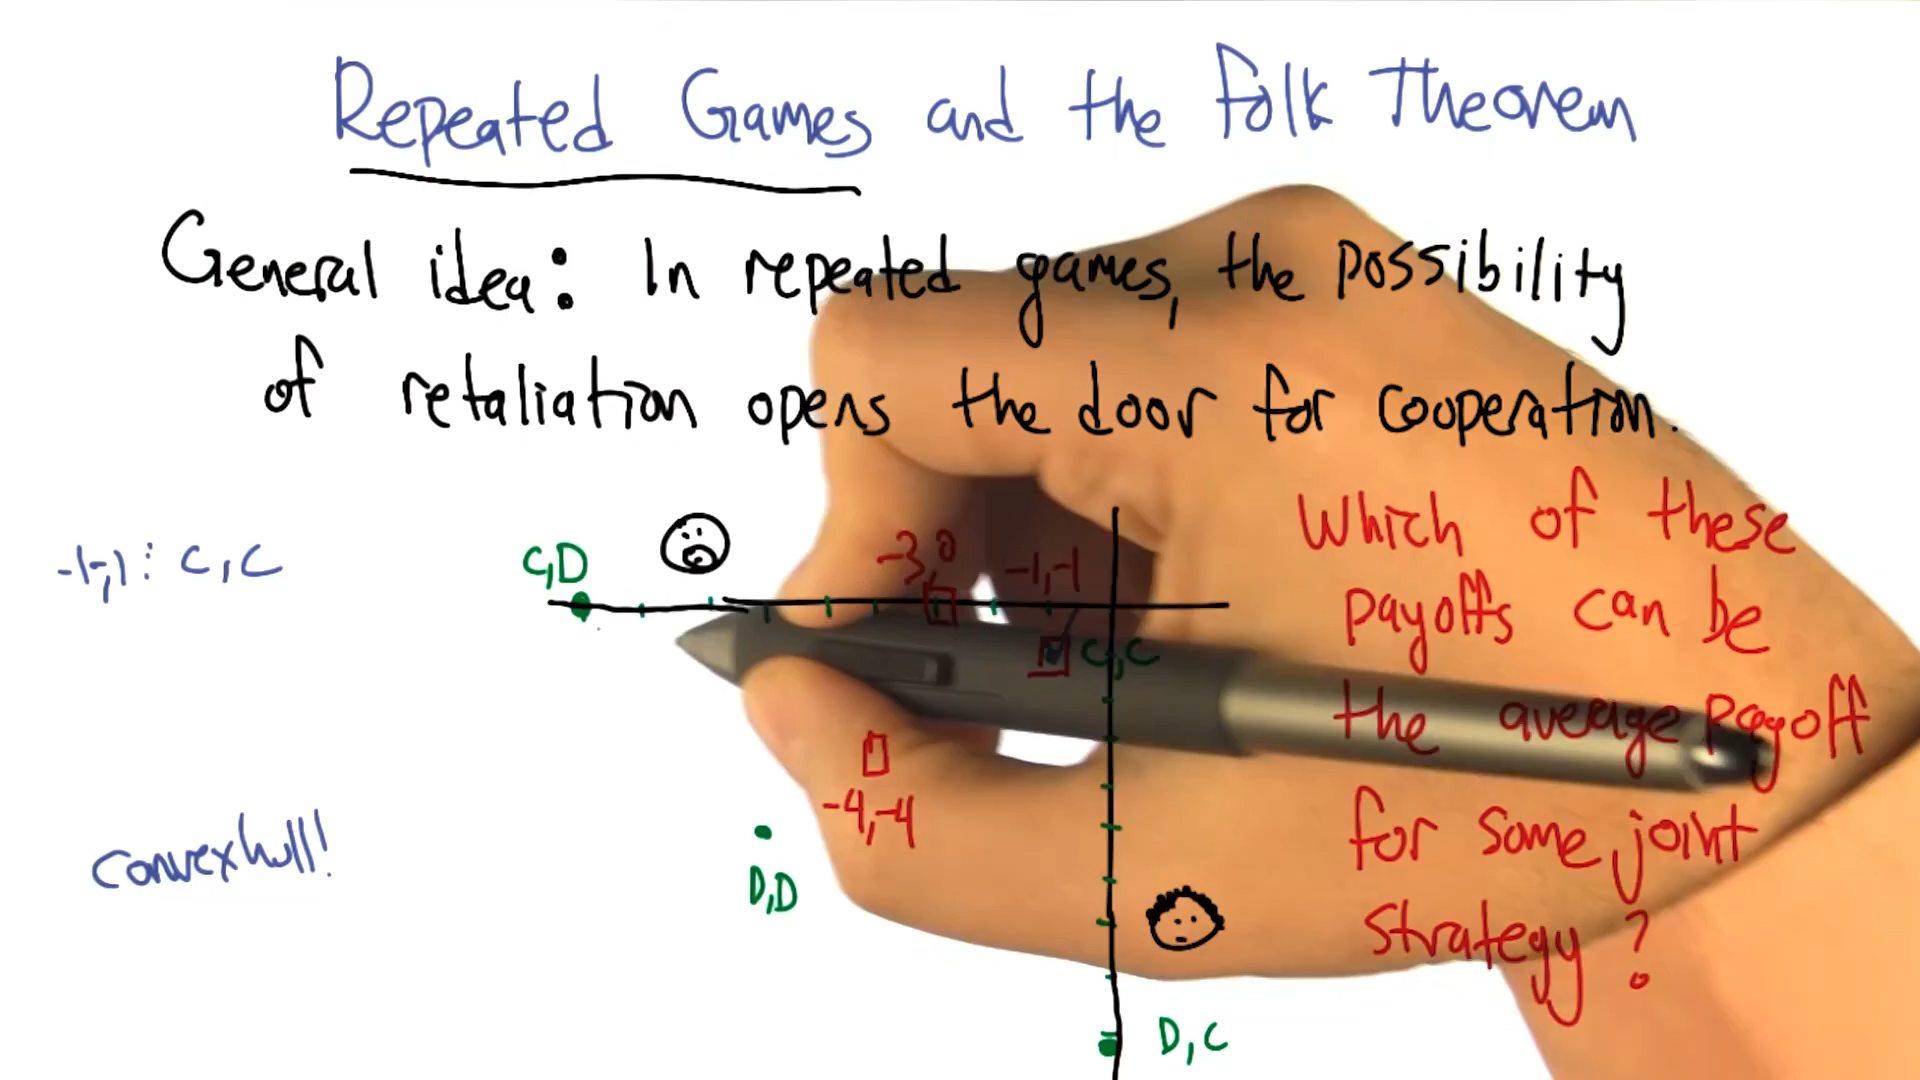 Repeated Games and the Folk Theorem
General idea: In repeated games, the possibility
of retaliation opens the door for cooperation.
Which of these
payoffs can be
the average payoff
for some joint
strategy?
-1,-1: C, C
convex hull!
C,D
-3,0
-1,-1
C,C
-4,-4
D,D
D,C